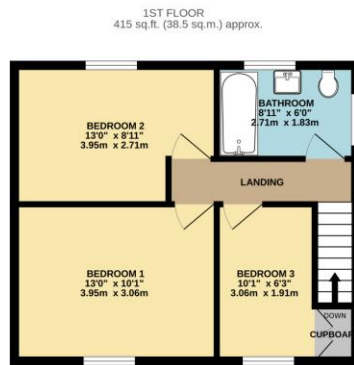 1ST FLOOR
415 sq.ft. (38.5 sq.m.) approx.
BEDROOM 2
13'0" x 8'11"
3.95m x 2.71m
BATHROOM
8'11" x 6'0"
2.71m x 1.83m
LANDING
BEDROOM 1
13'0" x 10'1"
3.95m x 3.06m
BEDROOM 3
10'1" x 6'3"
3.06m x 1.91m
DOWN
CUPBOAR